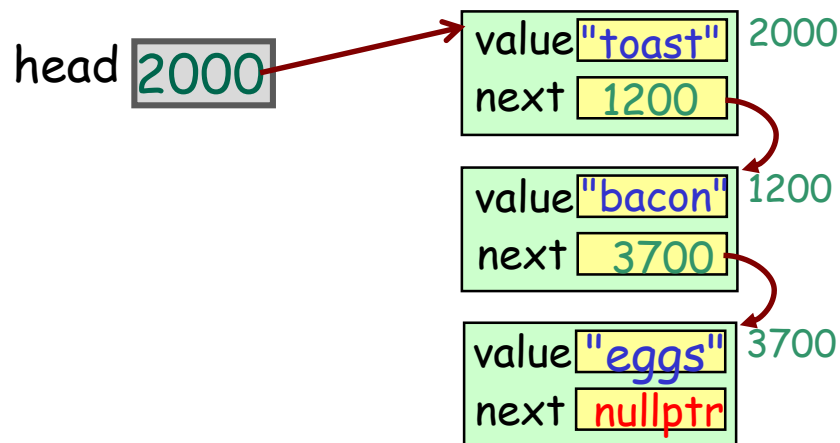 head 2000
value "toast" 2000
next 1200
value "bacon" 1200
next 3700
value "eggs" 3700
next nullptr